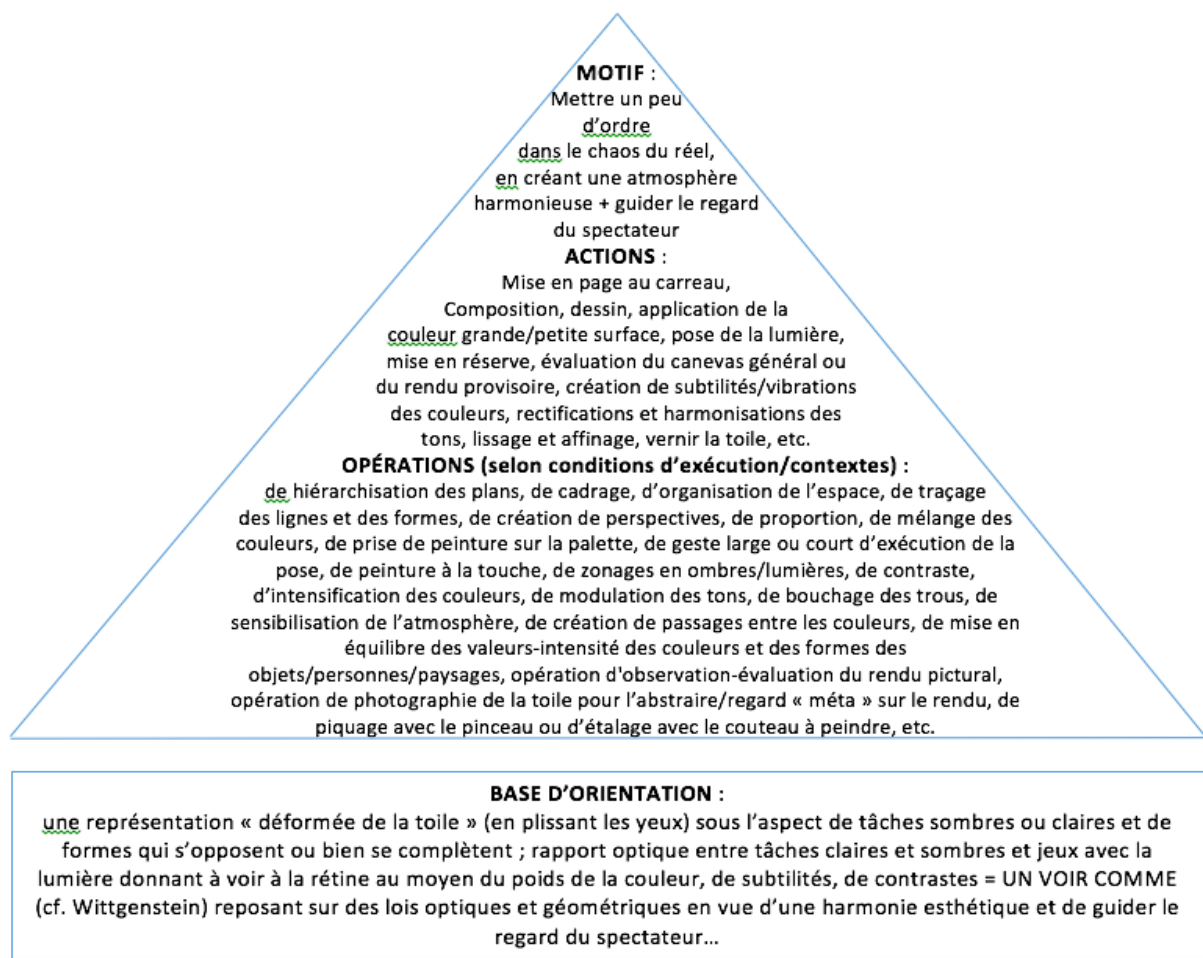 MOTIF :
Mettre un peu
d’ordre
dans le chaos du réel,
en créant une atmosphère
harmonieuse + guider le regard
du spectateur
ACTIONS :
Mise en page au carreau,
Composition, dessin, application de la
couleur grande/petite surface, pose de la lumière,
mise en réserve, évaluation du canevas général ou
du rendu provisoire, création de subtilités/vibrations
des couleurs, rectifications et harmonisations des
tons, lissage et affinage, vernir la toile, etc.
OPÉRATIONS (selon conditions d’exécution/contextes) :
de hiérarchisation des plans, de cadrage, d’organisation de l’espace, de traçage
des lignes et des formes, de création de perspectives, de proportion, de mélange des
couleurs, de prise de peinture sur la palette, de geste large ou court d’exécution de la
pose, de peinture à la touche, de zonages en ombres/lumières, de contraste,
d’intensification des couleurs, de modulation des tons, de bouchage des trous, de
sensibilisation de l’atmosphère, de création de passages entre les couleurs, de mise en
équilibre des valeurs-intensité des couleurs et des formes des
objets/personnes/paysages, opération d'observation-évaluation du rendu pictural,
opération de photographie de la toile pour l’abstraire/regard « méta » sur le rendu, de
piquage avec le pinceau ou d’étalage avec le couteau à peindre, etc.
BASE D’ORIENTATION :
une représentation « déformée de la toile » (en plissant les yeux) sous l’aspect de tâches sombres ou claires et de
formes qui s’opposent ou bien se complètent ; rapport optique entre tâches claires et sombres et jeux avec la
lumière donnant à voir à la rétine au moyen du poids de la couleur, de subtilités, de contrastes = UN VOIR COMME
(cf. Wittgenstein) reposant sur des lois optiques et géométriques en vue d’une harmonie esthétique et de guider le
regard du spectateur…